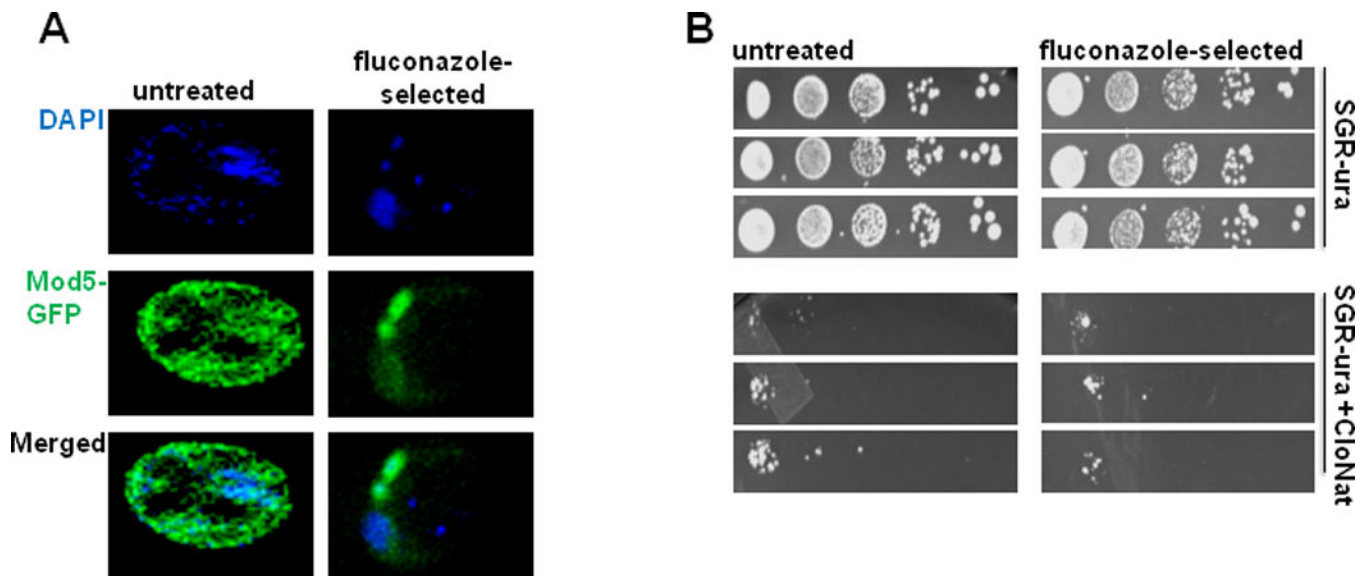 A
untreated
fluconazole-
selected
DAPI
Mod5-
GFP
Merged
B
untreated
fluconazole-selected
SGR-ura
SGR-ura +CloNat